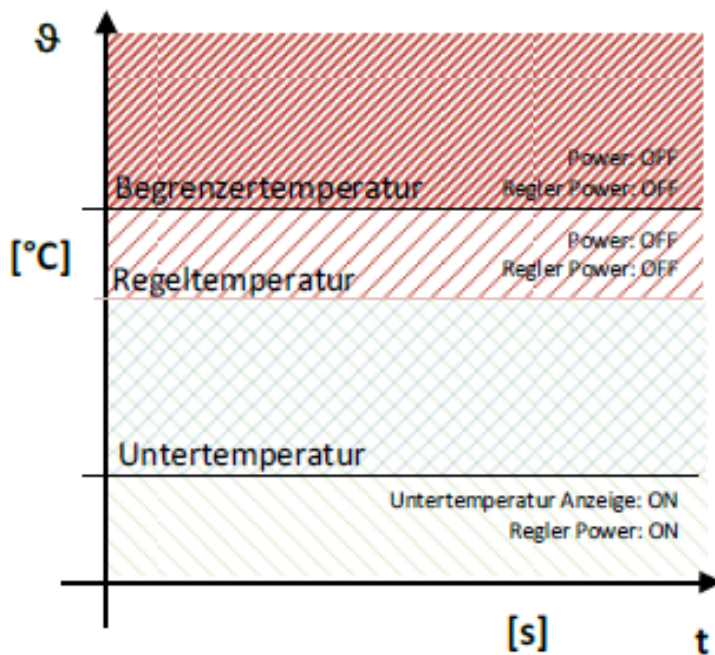 ϑ
Power: OFF
Begrenzertemperatur
Regler Power: OFF
[°C]
Power: OFF
Regler Power: OFF
Regeltemperatur
Untertemperatur
Untertemperatur Anzeige: ON
Regler Power: ON
[s]
t